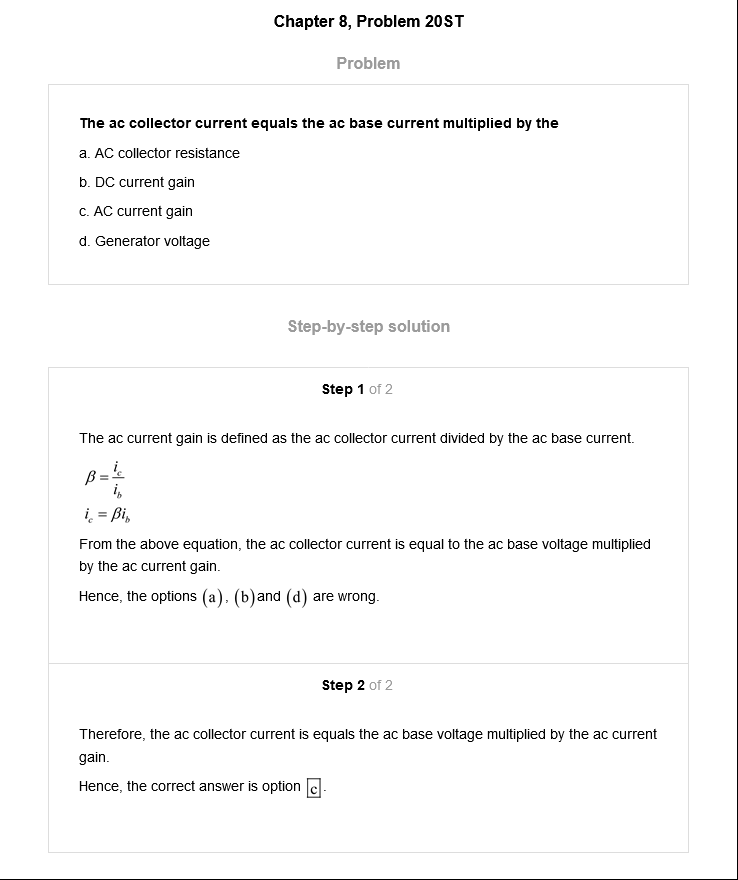 Chapter 8, Problem 20ST
Problem
The ac collector current equals the ac base current multiplied by the
a. AC collector resistance
b. DC current gain
c. AC current gain
d. Generator voltage
Step-by-step solution
Step 1 of 2
The ac current gain is defined as the ac collector current divided by the ac base current.
β = i_c / i_b
i_c = βi_b
From the above equation, the ac collector current is equal to the ac base voltage multiplied
by the ac current gain.
Hence, the options (a), (b)and (d) are wrong.
Step 2 of 2
Therefore, the ac collector current is equals the ac base voltage multiplied by the ac current
gain.
Hence, the correct answer is option c.